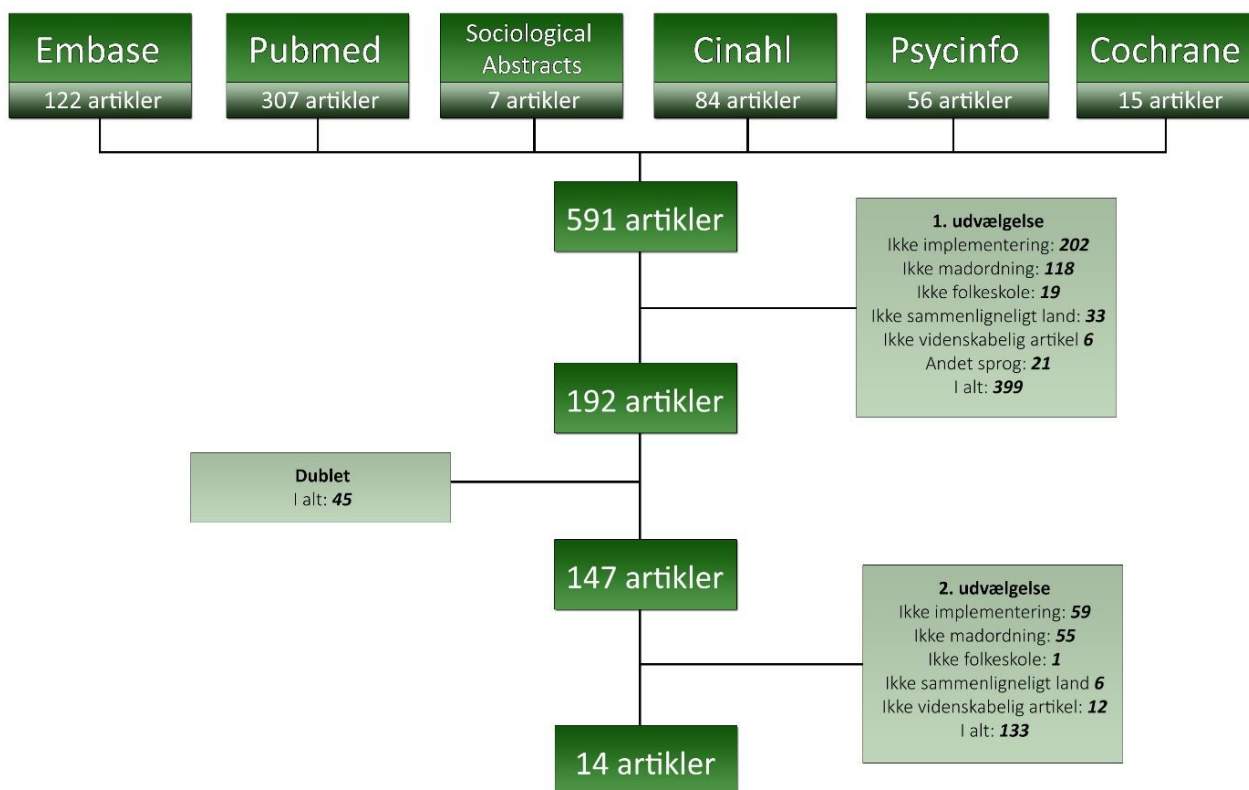 Embase
122 artikler
Pubmed
307 artikler
Sociological
Abstracts
7 artikler
Cinahl
84 artikler
Psycinfo
56 artikler
Cochrane
15 artikler
591 artikler
1. udvælgelse
Ikke implementering: 202
Ikke madordning: 118
Ikke folkeskole: 19
Ikke sammenligneligt land: 33
Ikke videnskabelig artikel 6
Andet sprog: 21
I alt: 399
192 artikler
Dublet
I alt: 45
147 artikler
2. udvælgelse
Ikke implementering: 59
Ikke madordning: 55
Ikke folkeskole: 1
Ikke sammenligneligt land 6
Ikke videnskabelig artikel: 12
I alt: 133
14 artikler